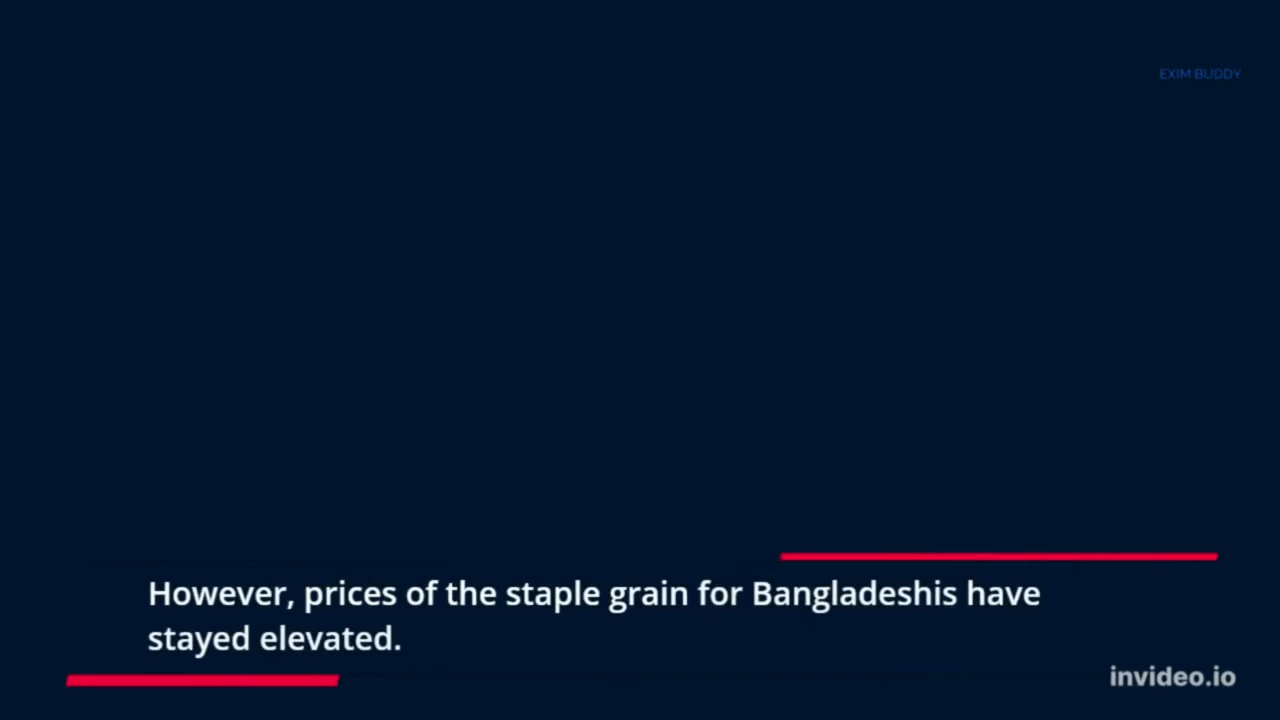 EXIM BUDDY
However, prices of the staple grain for Bangladeshis have
stayed elevated.
invideo.io